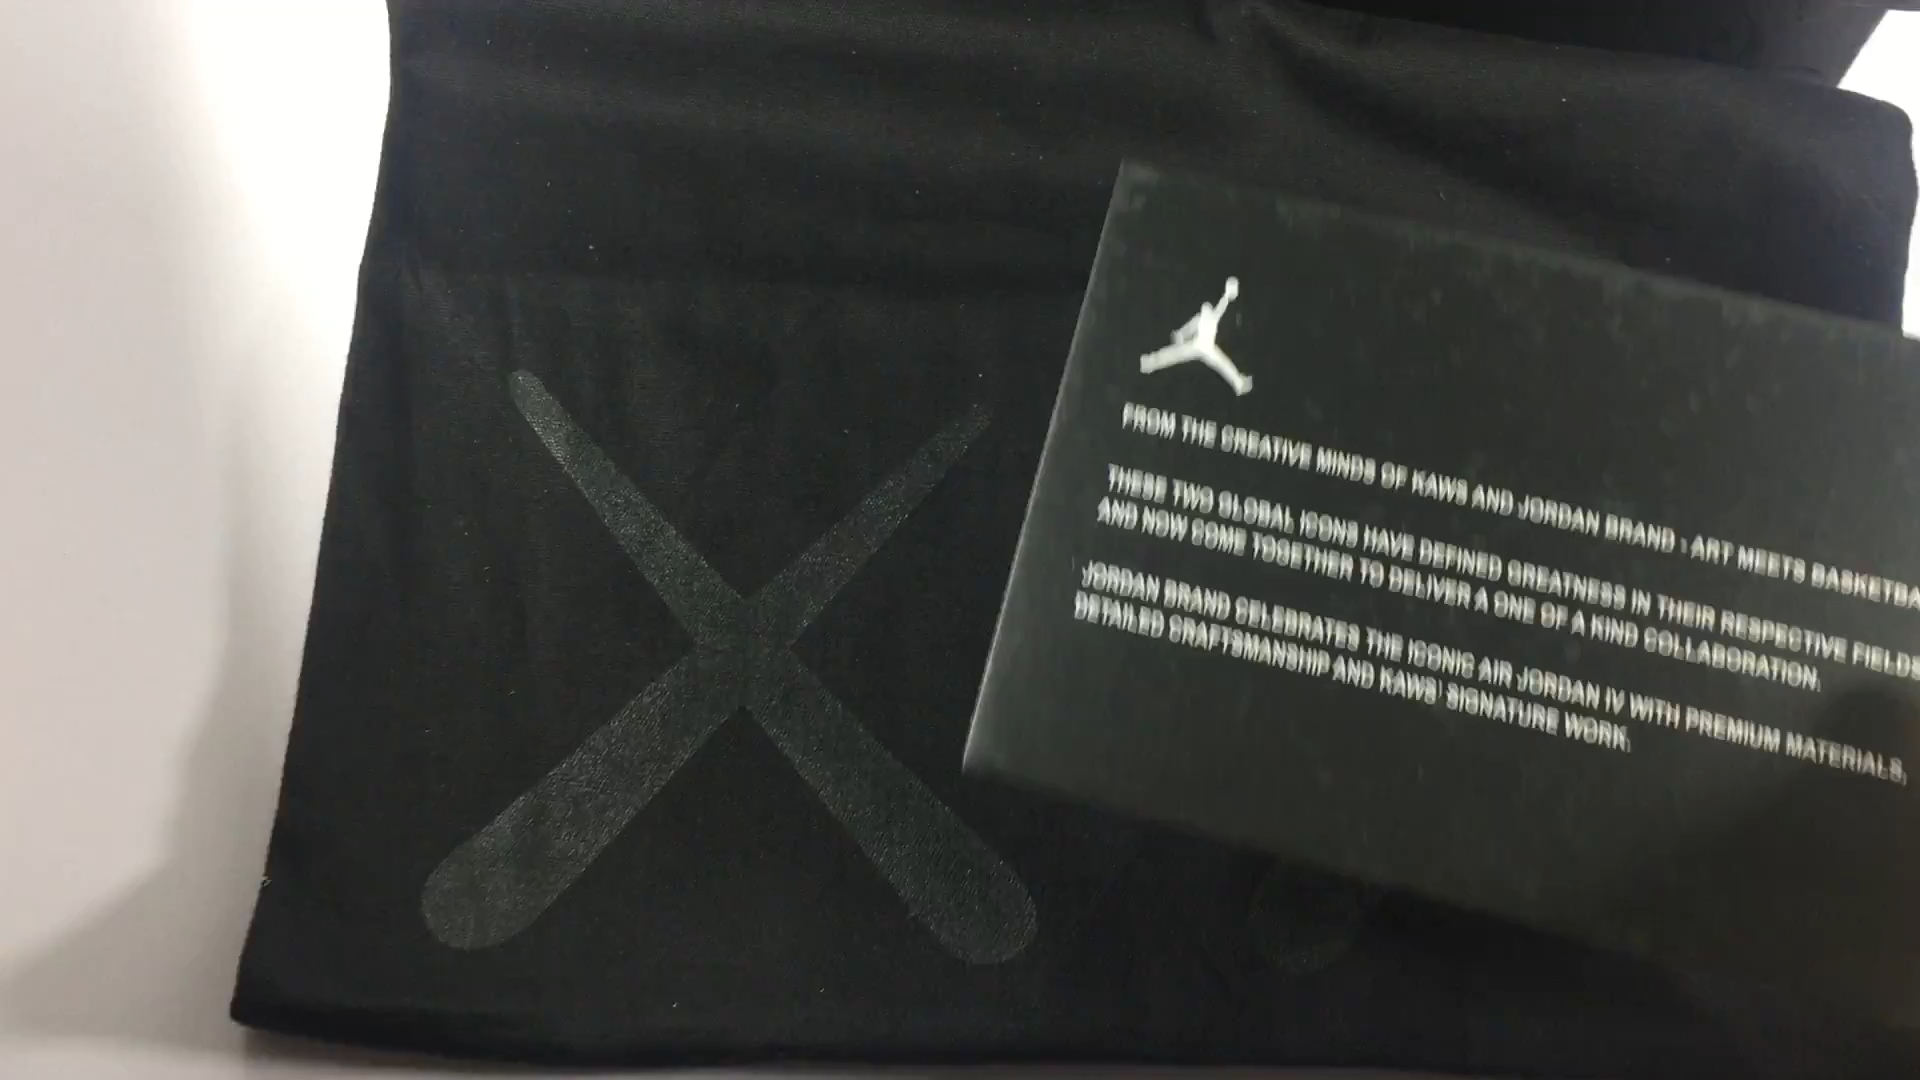 FROM THE CREATIVE MINDS OF KAWS AND JORDAN BRAND : ART MEETS
THESE TWO GLOBAL ICONS HAVE DEFINED GREATNESS IN THEIR RESPECTIVE FIELDS
AND NOW COME TOGETHER TO DELIVER A ONE OF A KIND COLLABORATION.
JORDAN BRAND CELEBRATES THE ICONIC AIR JORDAN IV WITH PREMIUM MATERIALS,
DETAILED CRAFTSMANSHIP AND KAWS' SIGNATURE WORK.